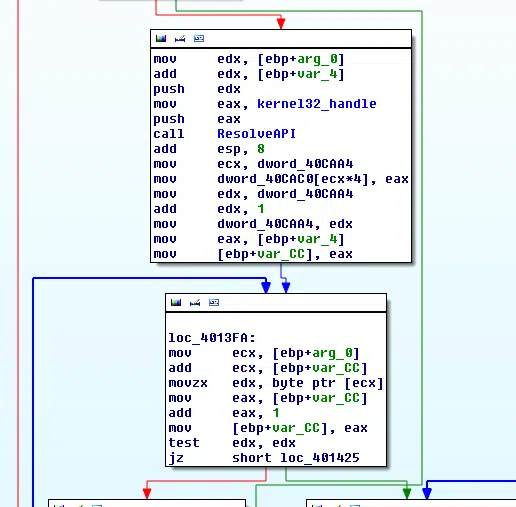 mov edx, [ebp+arg_0]
add edx, [ebp+var_4]
push edx
mov eax, kernel32_handle
push eax
call ResolveAPI
add esp, 8
mov ecx, dword_40CAA4
mov dword_40CAC0[ecx*4], eax
mov edx, dword_40CAA4
add edx, 1
mov dword_40CAA4, edx
mov eax, [ebp+var_4]
mov [ebp+var_CC], eax
loc_4013FA:
mov ecx, [ebp+arg_0]
add ecx, [ebp+var_CC]
movzx edx, byte ptr [ecx]
mov eax, [ebp+var_CC]
add eax, 1
mov [ebp+var_CC], eax
test edx, edx
jz short loc_401425